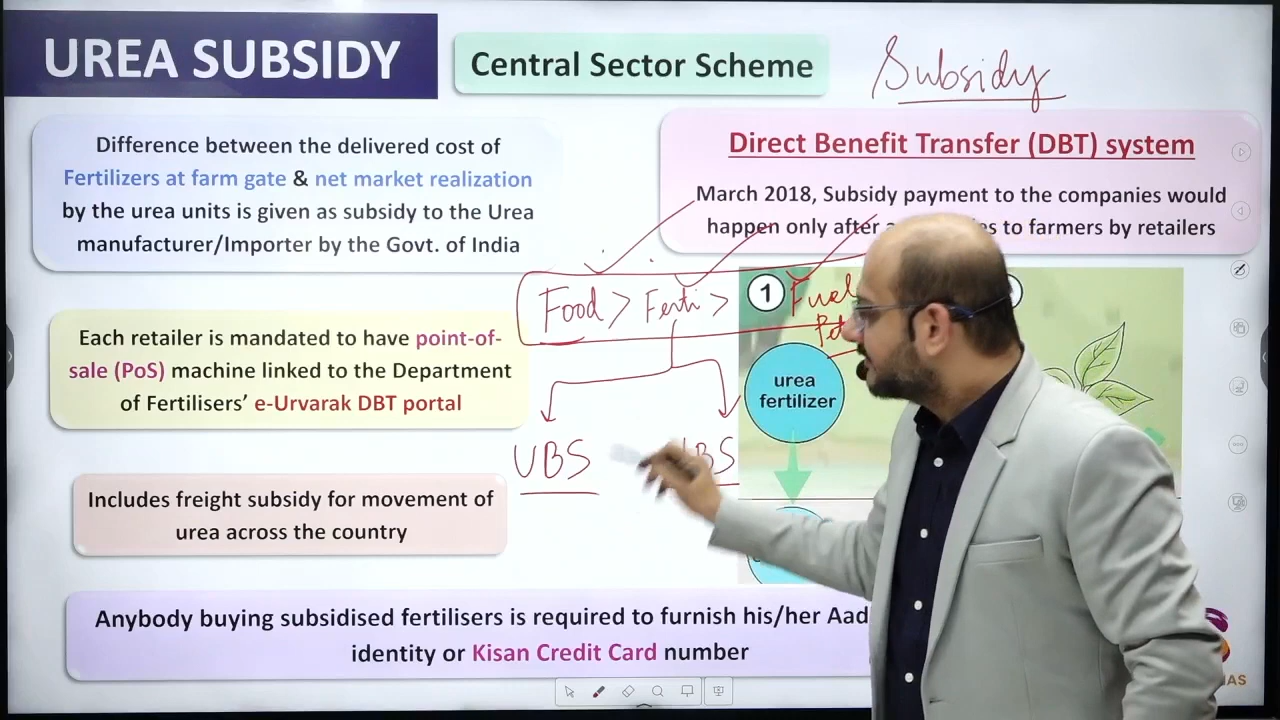 UREA SUBSIDY
Central Sector Scheme
Subsidy
Difference between the delivered cost of
Fertilizers at farm gate & net market realization
by the urea units is given as subsidy to the Urea
manufacturer/Importer by the Govt. of India
Direct Benefit Transfer (DBT) system
March 2018, Subsidy payment to the companies would
happen only after to farmers by retailers
Food > Ferti > Fuel
Pet
1
Each retailer is mandated to have point-of-
sale (PoS) machine linked to the Department
of Fertilisers’ e-Urvarak DBT portal
urea
fertilizer
UBS
BS
Includes freight subsidy for movement of
urea across the country
Anybody buying subsidised fertilisers is required to furnish his/her Aad
identity or Kisan Credit Card number
IAS